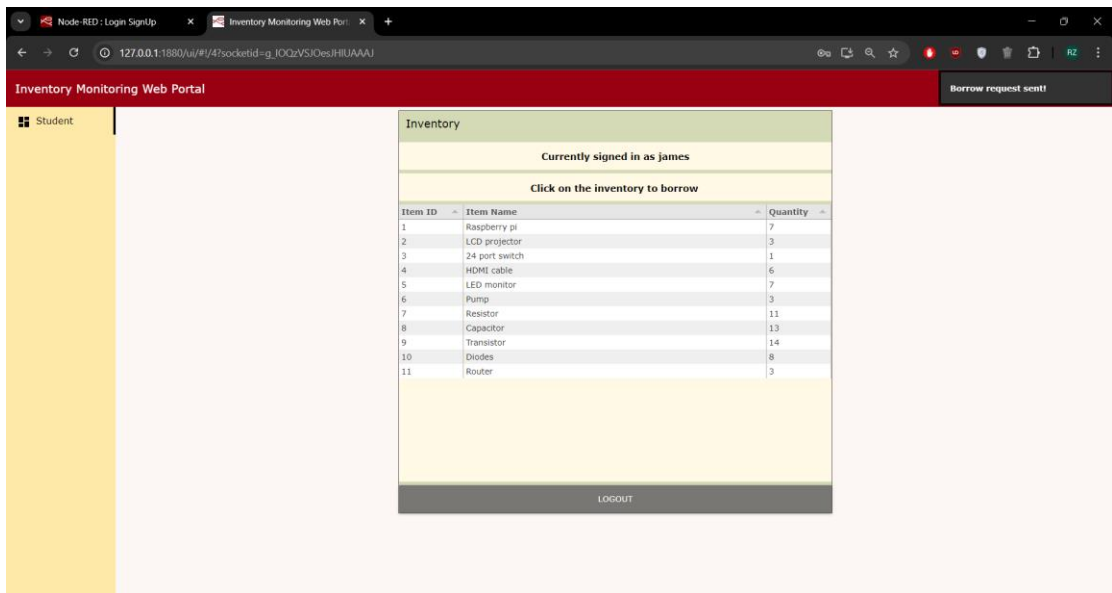 Node-RED : Login SignUp
Inventory Monitoring Web Port
127.0.0.1:1880/ui/#!/4?socketid=g_IOQzVSJOesJHIUAAAJ
RZ
Inventory Monitoring Web Portal
Borrow request sent!
Student
Inventory
Currently signed in as james
Click on the inventory to borrow
Item ID Item Name Quantity
1 Raspberry pi 7
2 LCD projector 3
3 24 port switch 1
4 HDMI cable 6
5 LED monitor 7
6 Pump 3
7 Resistor 11
8 Capacitor 13
9 Transistor 14
10 Diodes 8
11 Router 3
LOGOUT